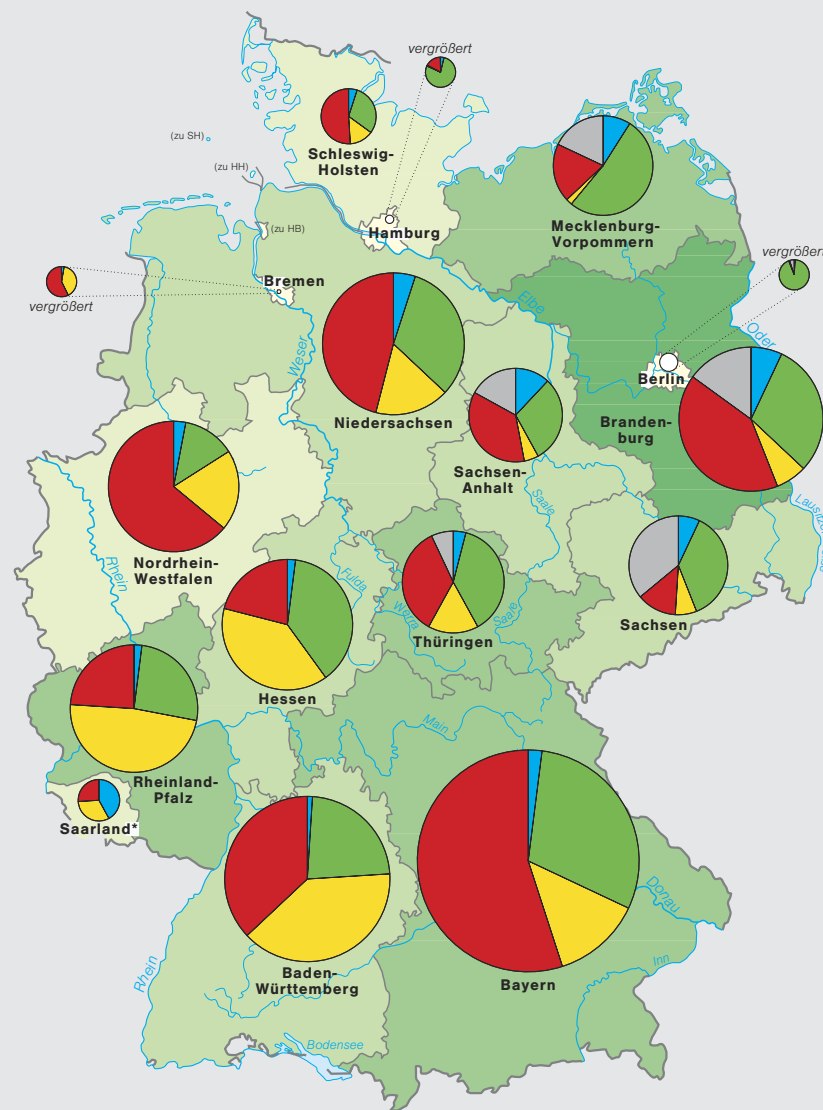 vergrößert
(zu SH)
Schleswig-
Holsten
(zu HH)
(zu HB)
Hamburg
Mecklenburg-
Vorpommern
vergrößert
Bremen
vergrößert
Elbe
Oder
Weser
Berlin
Niedersachsen
Branden-
burg
Sachsen-
Anhalt
Saale
Rhein
Nordrhein-
Westfalen
Fulda
Saale
Thüringen
Sachsen
Hessen
Main
Rheinland-
Pfalz
Saarland*
Donau
Inn
Rhein
Baden-
Württemberg
Bayern
Bodensee